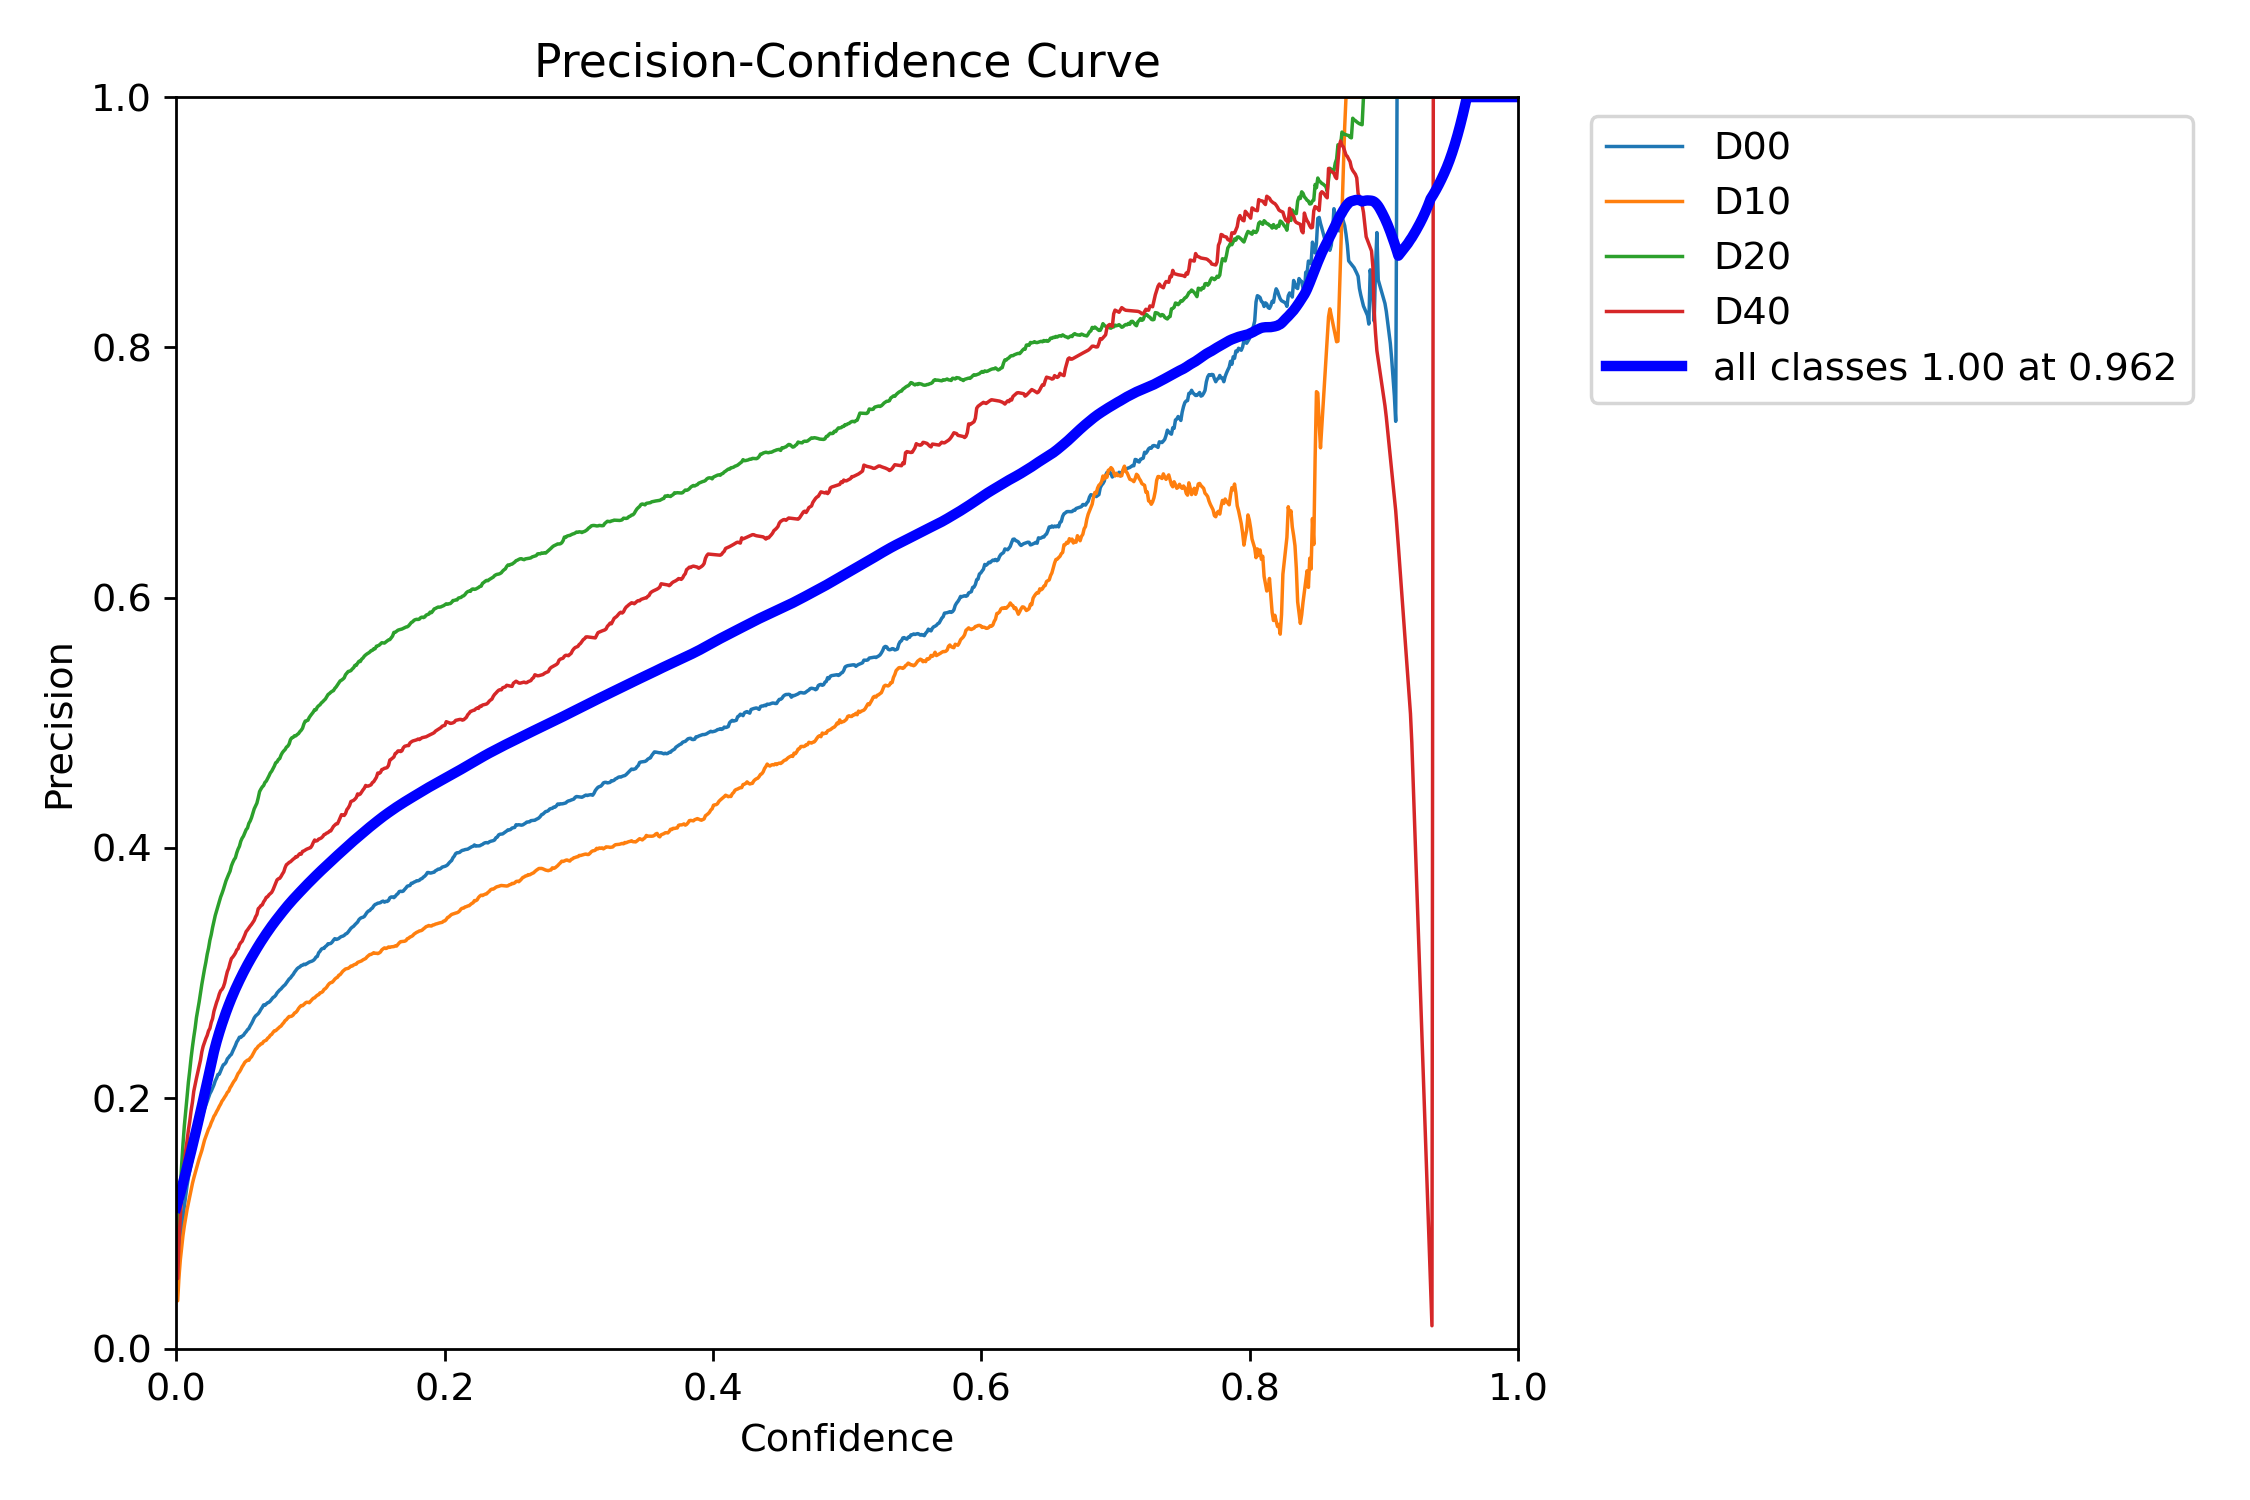 Precision-Confidence Curve
1.0
0.8
0.6
0.4
0.2
0.0
Precision
0.0 0.2 0.4 0.6 0.8 1.0
Confidence
D00
D10
D20
D40
all classes 1.00 at 0.962